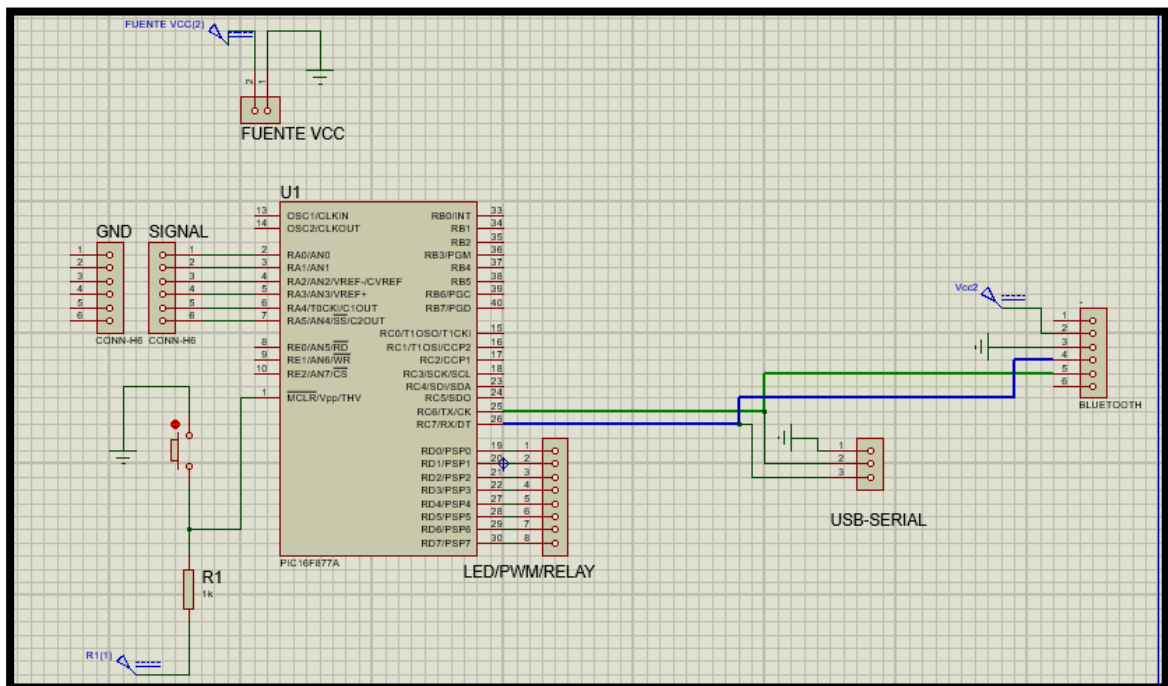 FUENTE VCC(2)
2
1
FUENTE VCC
U1
13 OSC1/CLKIN RB0/INT 33
14 OSC2/CLKOUT RB1 34
RB2 35
GND SIGNAL
1 1 2 RA0/AN0 RB3/PGM 36
2 2 3 RA1/AN1 RB4 37
3 3 4 RA2/AN2/VREF-/CVREF RB5 38
4 4 5 RA3/AN3/VREF+ RB6/PGC 39
5 5 6 RA4/T0CKI/C1OUT RB7/PGD 40
6 6 7 RA5/AN4/SS/C2OUT
CONN-H6 CONN-H6
RC0/T1OSO/T1CKI 15
8 RE0/AN5/RD RC1/T1OSI/CCP2 16
9 RE1/AN6/WR RC2/CCP1 17
10 RE2/AN7/CS RC3/SCK/SCL 18
RC4/SDI/SDA 23
1 MCLR/Vpp/THV RC5/SDO 24
RC6/TX/CK 25
RC7/RX/DT 26
Vcc2
1
2
3
4
5
6
BLUETOOTH
RD0/PSP0 19 1
RD1/PSP1 20 2
RD2/PSP2 21 3
RD3/PSP3 22 4
RD4/PSP4 27 5
RD5/PSP5 28 6
RD6/PSP6 29 7
RD7/PSP7 30 8
1
2
3
USB-SERIAL
PIC16F877A
LED/PWM/RELAY
R1
1k
R1(1)